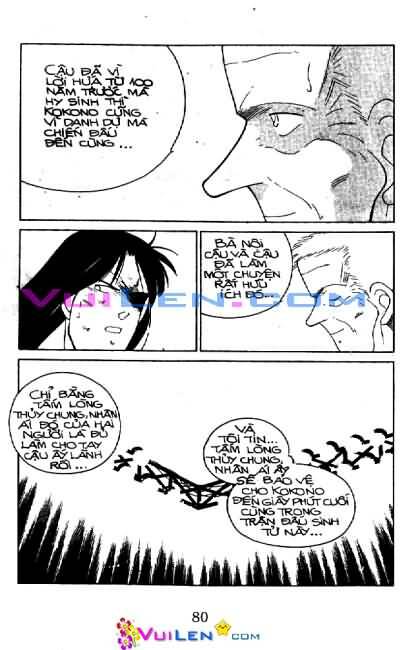 CẬU ĐÃ VÌ
LỜI HỨA TỪ 100
NĂM TRƯỚC MÀ
HY SINH THÌ
KOKONO CŨNG
VÌ DANH DỰ MÀ
CHIẾN ĐẤU
ĐẾN CÙNG...
BÀ NỘI
CẬU VÀ CẬU
ĐÃ LÀM
MỘT CHUYỆN
RẤT HỮU
ÍCH ĐÓ...
VUILEN.COM
CHỈ BẰNG
TẤM LÒNG
THỦY CHUNG, NHÂN
ÁI ĐÓ CỦA HAI
NGƯỜI LÀ ĐỦ
LÀM CHO TAY
CẬU ẤY LÀNH
RỒI...
VÀ
TÔI TIN...
TẤM LÒNG
THỦY CHUNG,
NHÂN ÁI ẤY
SẼ BẢO VỆ
CHO KOKONO
ĐẾN GIÂY PHÚT CUỐI
CÙNG TRONG
TRẬN ĐẤU SINH
TỬ NÀY...
80
VUILEN.COM